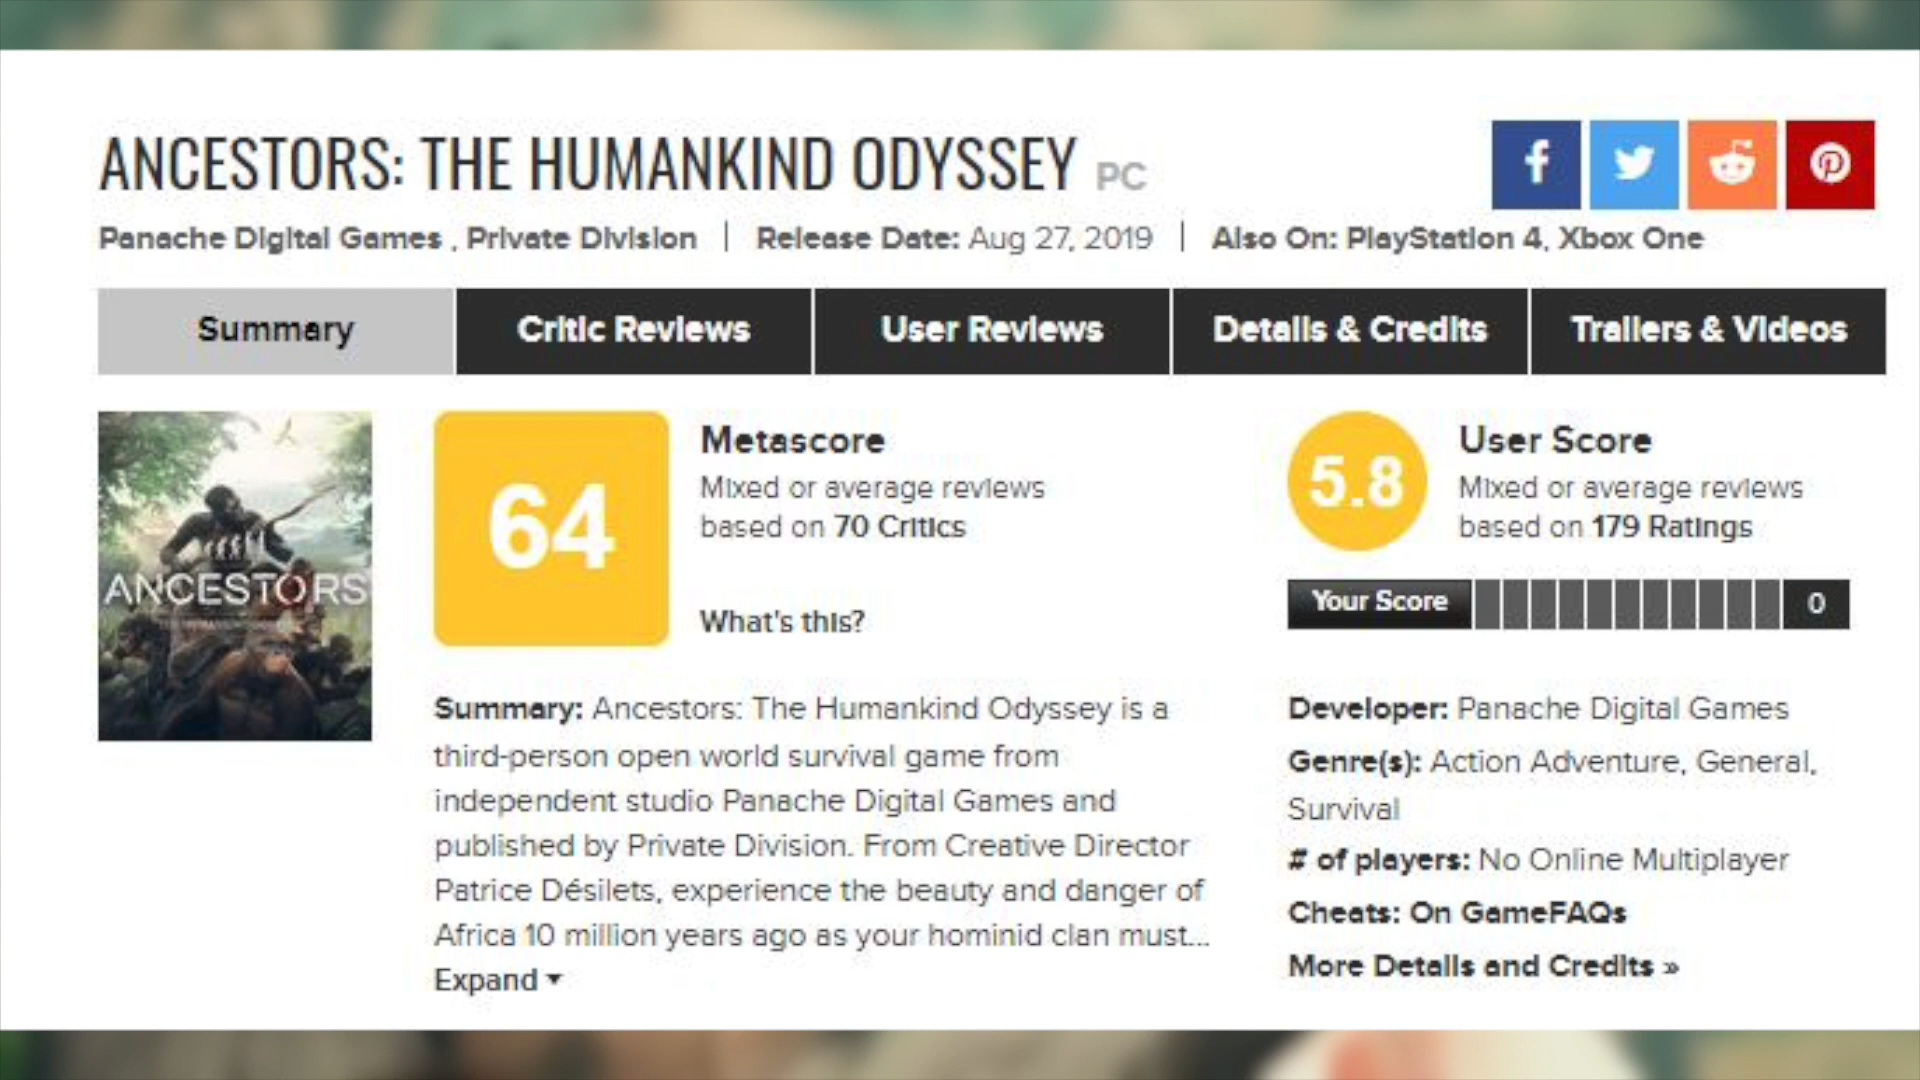 ANCESTORS: THE HUMANKIND ODYSSEY PC
Panache Digital Games , Private Division | Release Date: Aug 27, 2019 | Also On: PlayStation 4, Xbox One
Summary
Critic Reviews
User Reviews
Details & Credits
Trailers & Videos
ANCESTORS
64
Metascore
Mixed or average reviews
based on 70 Critics
What's this?
5.8
User Score
Mixed or average reviews
based on 179 Ratings
Your Score
0
Summary: Ancestors: The Humankind Odyssey is a
third-person open world survival game from
independent studio Panache Digital Games and
published by Private Division. From Creative Director
Patrice Désilets, experience the beauty and danger of
Africa 10 million years ago as your hominid clan must...
Expand
Developer: Panache Digital Games
Genre(s): Action Adventure, General,
Survival
# of players: No Online Multiplayer
Cheats: On GameFAQs
More Details and Credits »